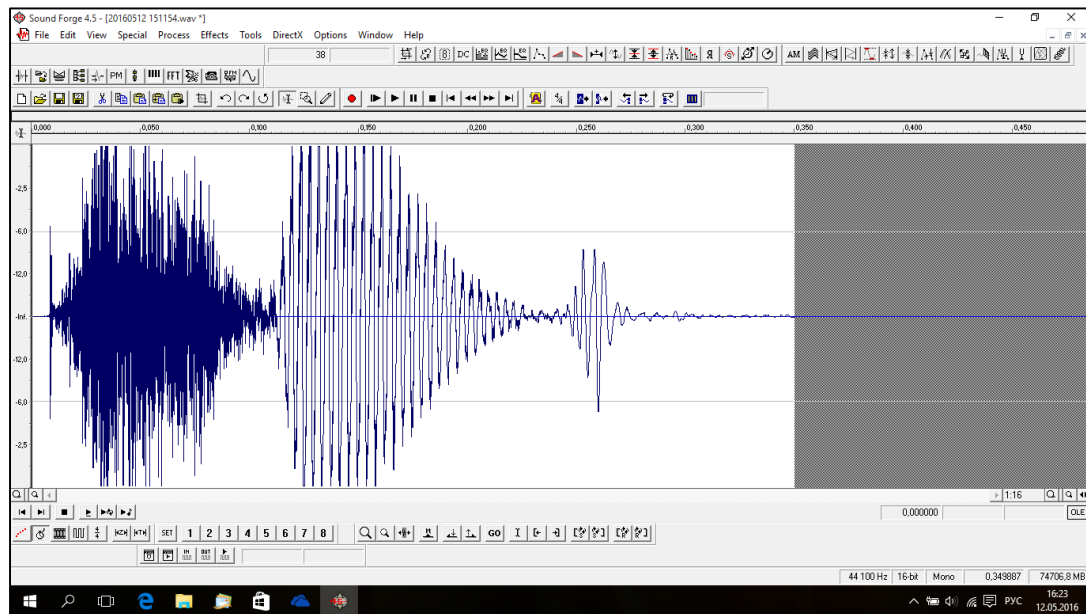 Sound Forge 4.5 - [20160512 151154.wav *]
File Edit View Special Process Effects Tools DirectX Options Window Help
38
DC
AM
PM FFT
0,000 ,0,050 ,0,100 ,0,150 ,0,200 ,0,250 ,0,300 ,0,350 ,0,400 ,0,450
-2,5
-6,0
-12,0
-Inf.
-12,0
-6,0
-2,5
1:16
0,000000
OLE
SET 1 2 3 4 5 6 7 8 GO
IN OUT
44 100 Hz 16-bit Mono 0,349887 74706,8 MB
РУС
16:23
12.05.2016